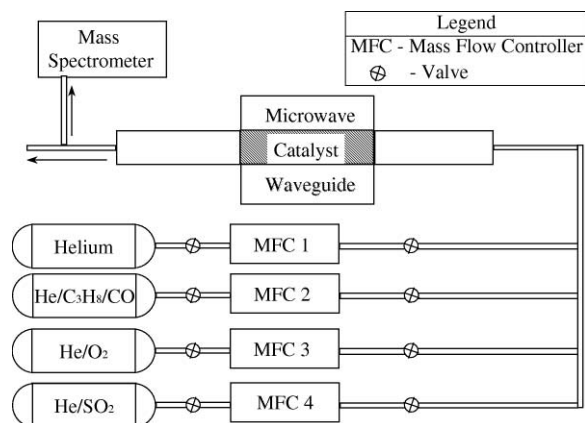 Mass
Spectrometer
Legend
MFC - Mass Flow Controller
- Valve
Microwave
Catalyst
Waveguide
Helium
MFC 1
He/C₃H₈/CO
MFC 2
He/O₂
MFC 3
He/SO₂
MFC 4